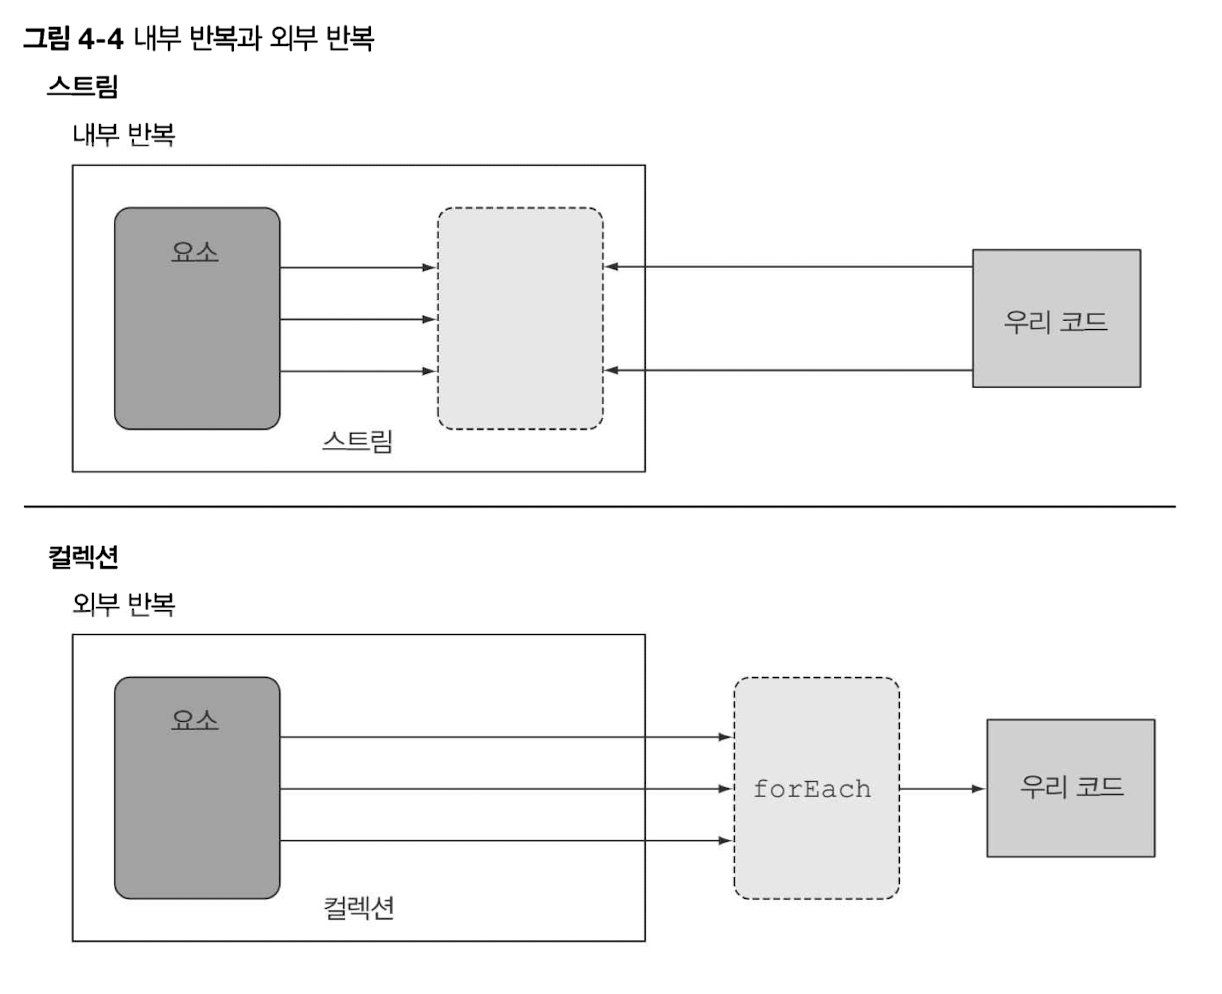 그림 4-4 내부 반복과 외부 반복
스트림
내부 반복
요소
우리 코드
스트림
컬렉션
외부 반복
요소
forEach
우리 코드
컬렉션